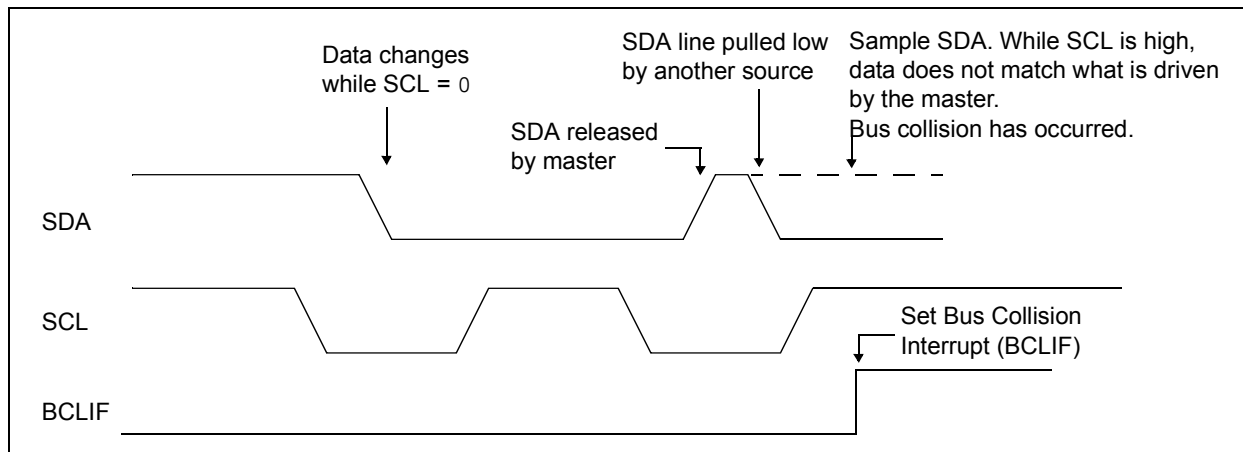 Data changes
while SCL = 0
SDA line pulled low
by another source
Sample SDA. While SCL is high,
data does not match what is driven
by the master.
Bus collision has occurred.
SDA released
by master
SDA
SCL
Set Bus Collision
Interrupt (BCLIF)
BCLIF